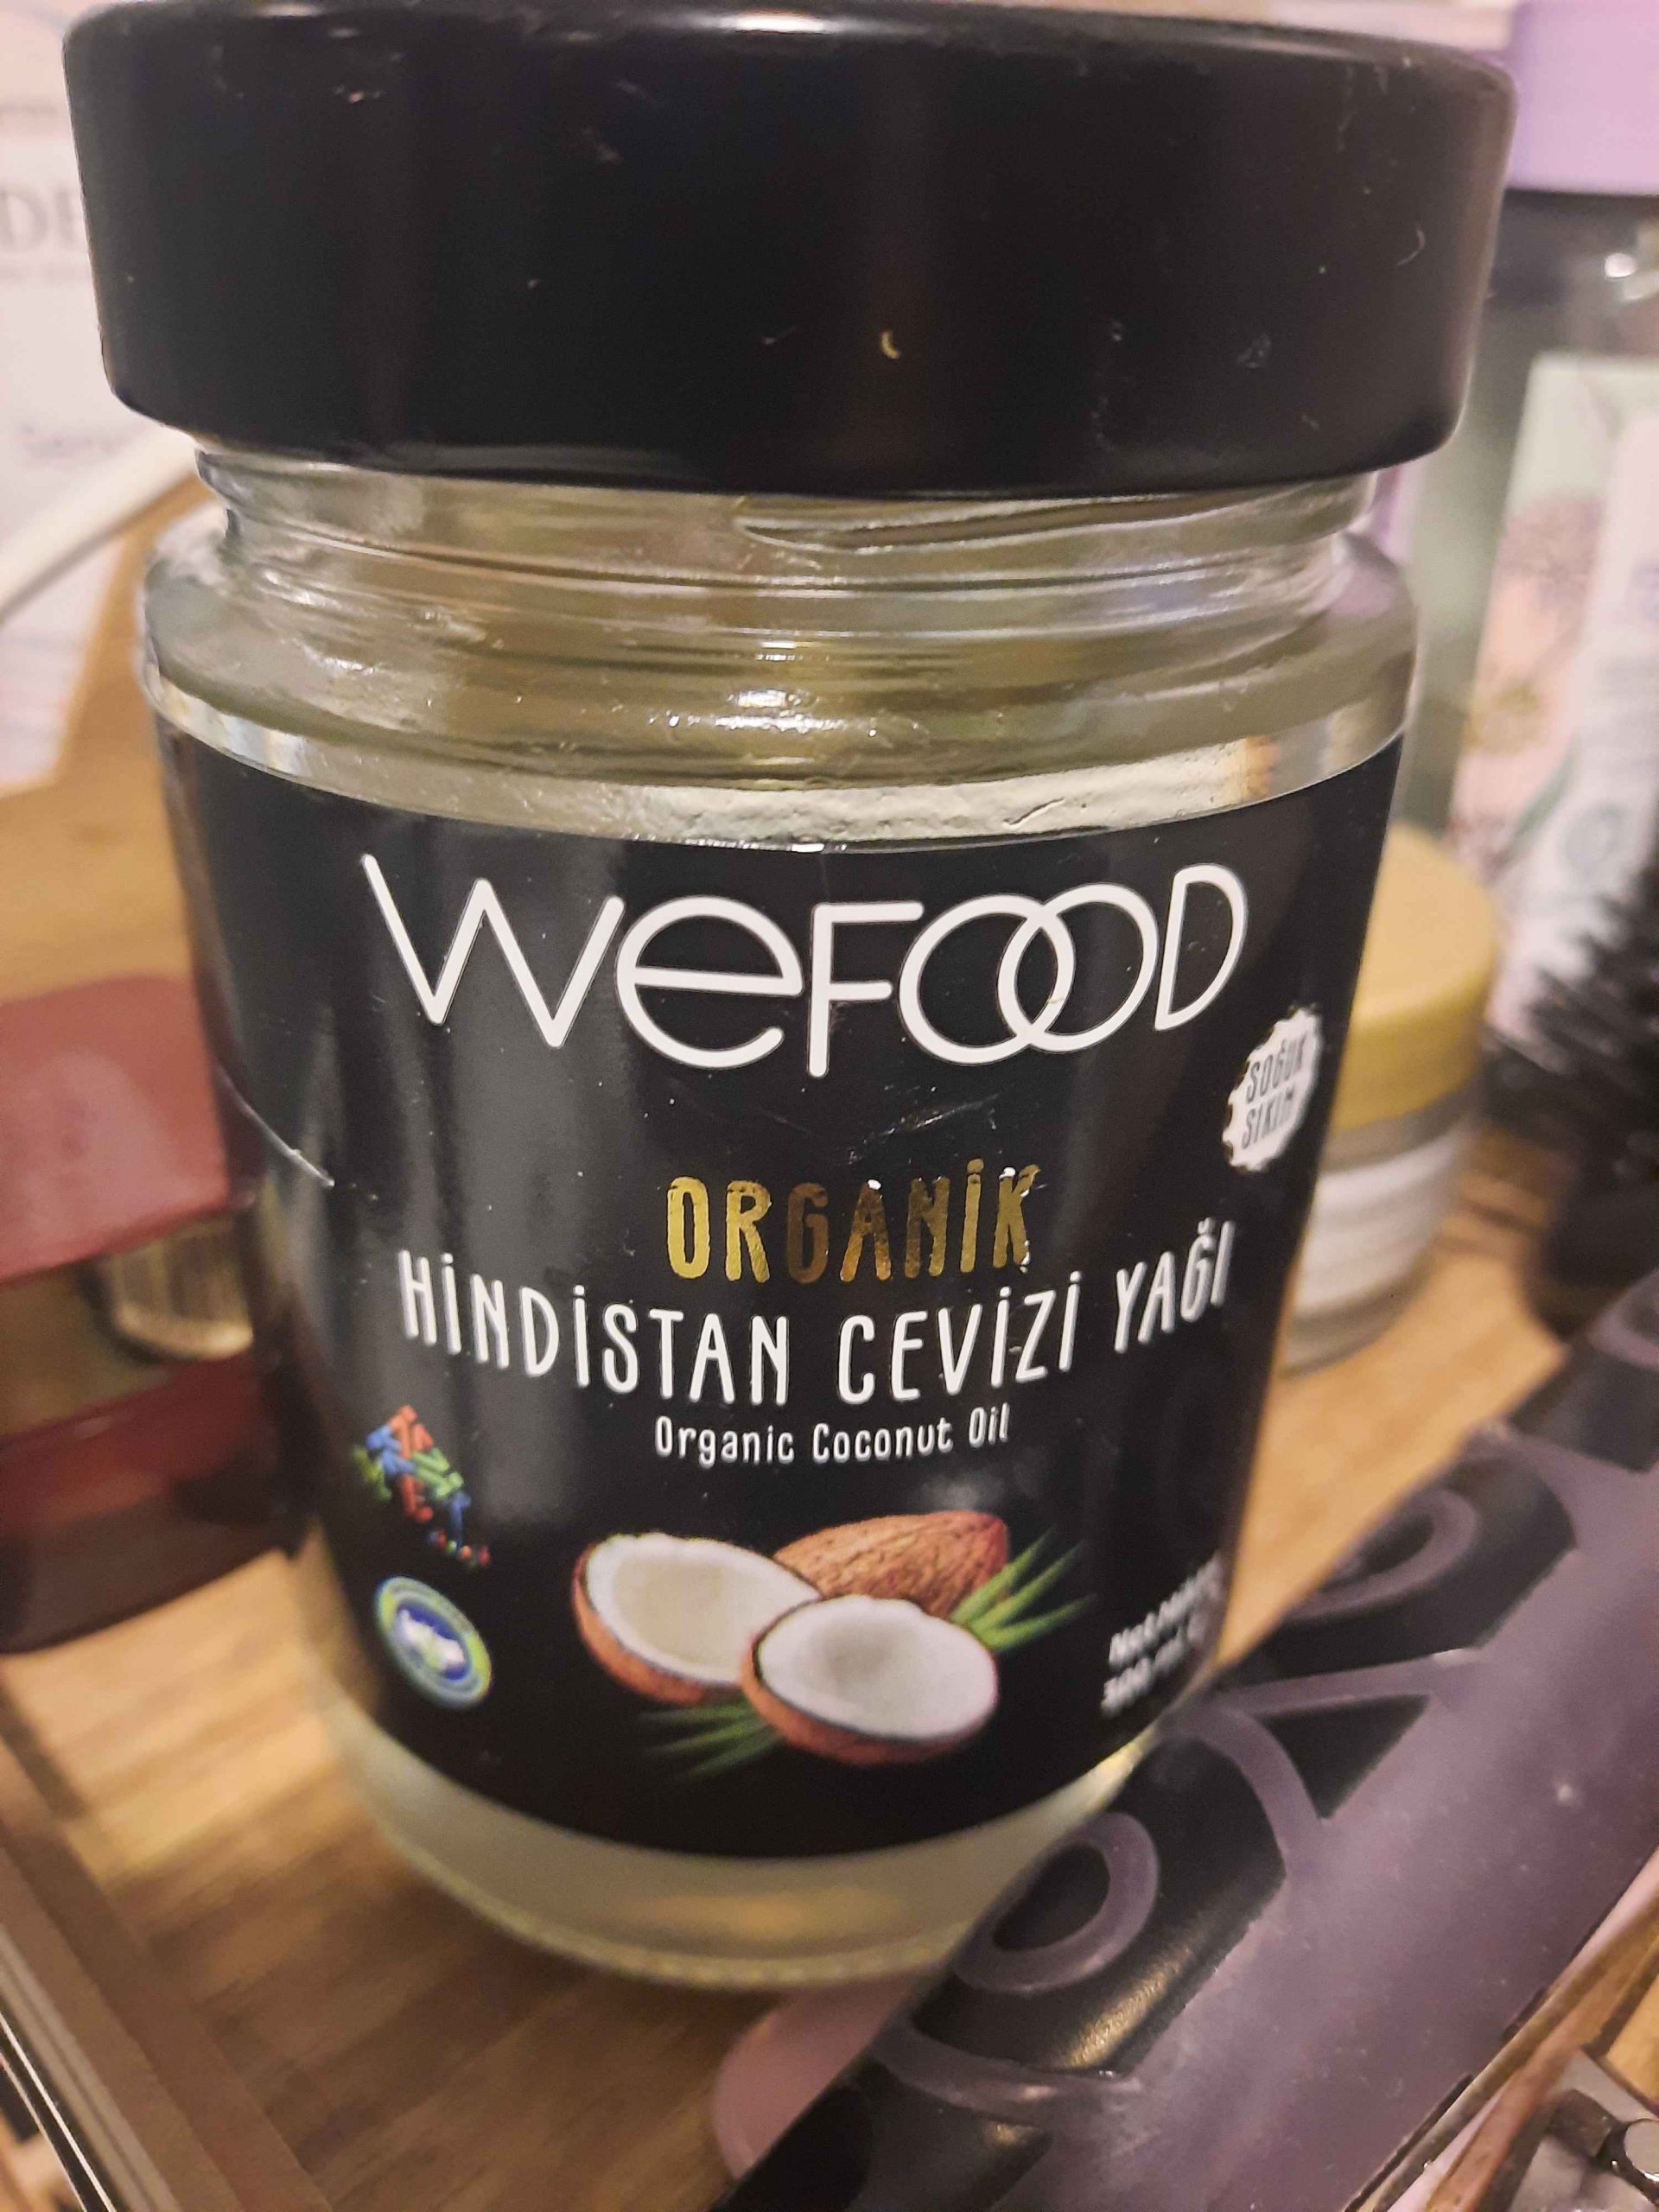 WeFOOD
SOĞUK
SIKIM
ORGANİK
HİNDİSTAN CEVİZİ YAĞI
Organic Coconut Oil